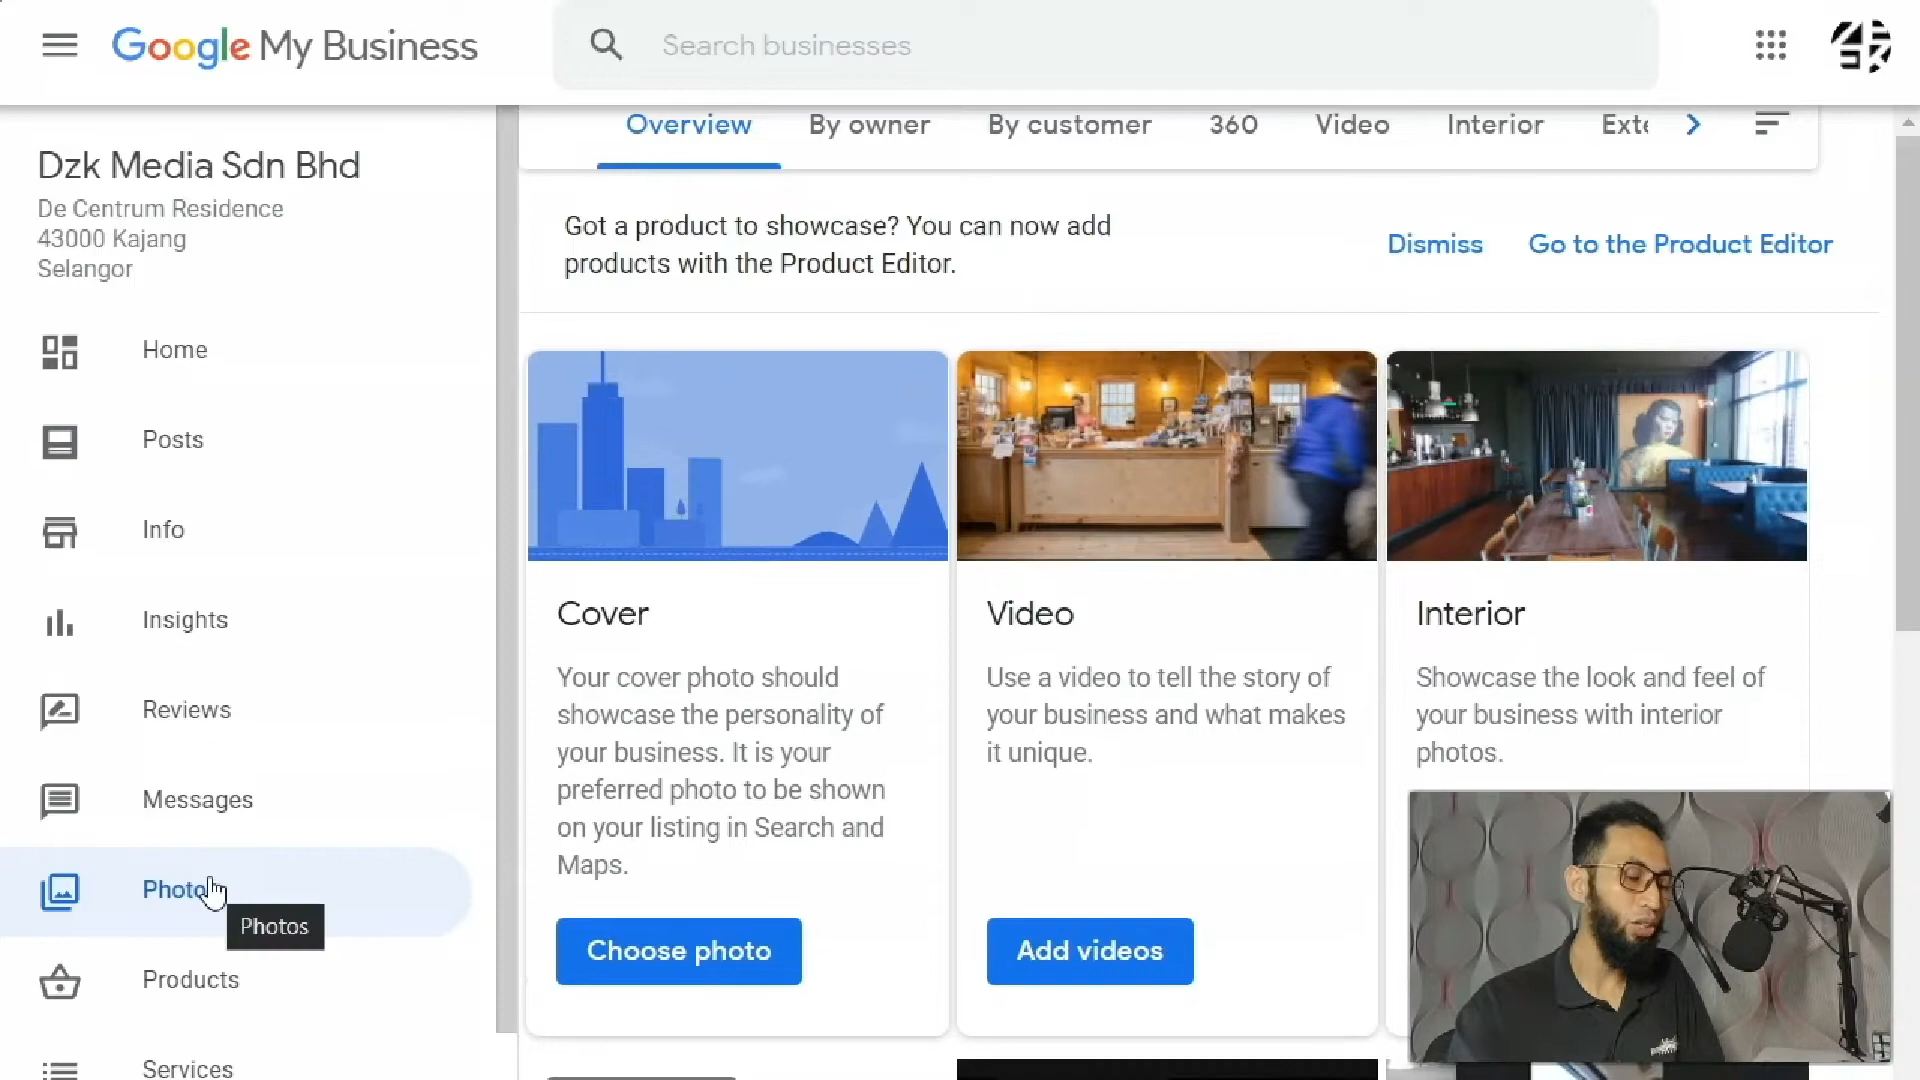 Google My Business
Search businesses
Dzk Media Sdn Bhd
De Centrum Residence
43000 Kajang
Selangor
Home
Posts
Info
Insights
Reviews
Messages
Photo
Photos
Products
Services
Overview
By owner
By customer
360
Video
Interior
Exte
Got a product to showcase? You can now add
products with the Product Editor.
Dismiss
Go to the Product Editor
Cover
Your cover photo should
showcase the personality of
your business. It is your
preferred photo to be shown
on your listing in Search and
Maps.
Choose photo
Video
Use a video to tell the story of
your business and what makes
it unique.
Add videos
Interior
Showcase the look and feel of
your business with interior
photos.